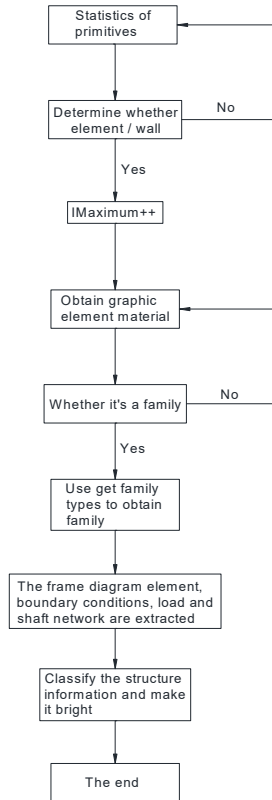 Statistics of
primitives
Determine whether
element / wall
No
Yes
IMaximum++
Obtain graphic
element material
Whether it's a family
No
Yes
Use get family
types to obtain
family
The frame diagram element,
boundary conditions, load and
shaft network are extracted
Classify the structure
information and make
it bright
The end